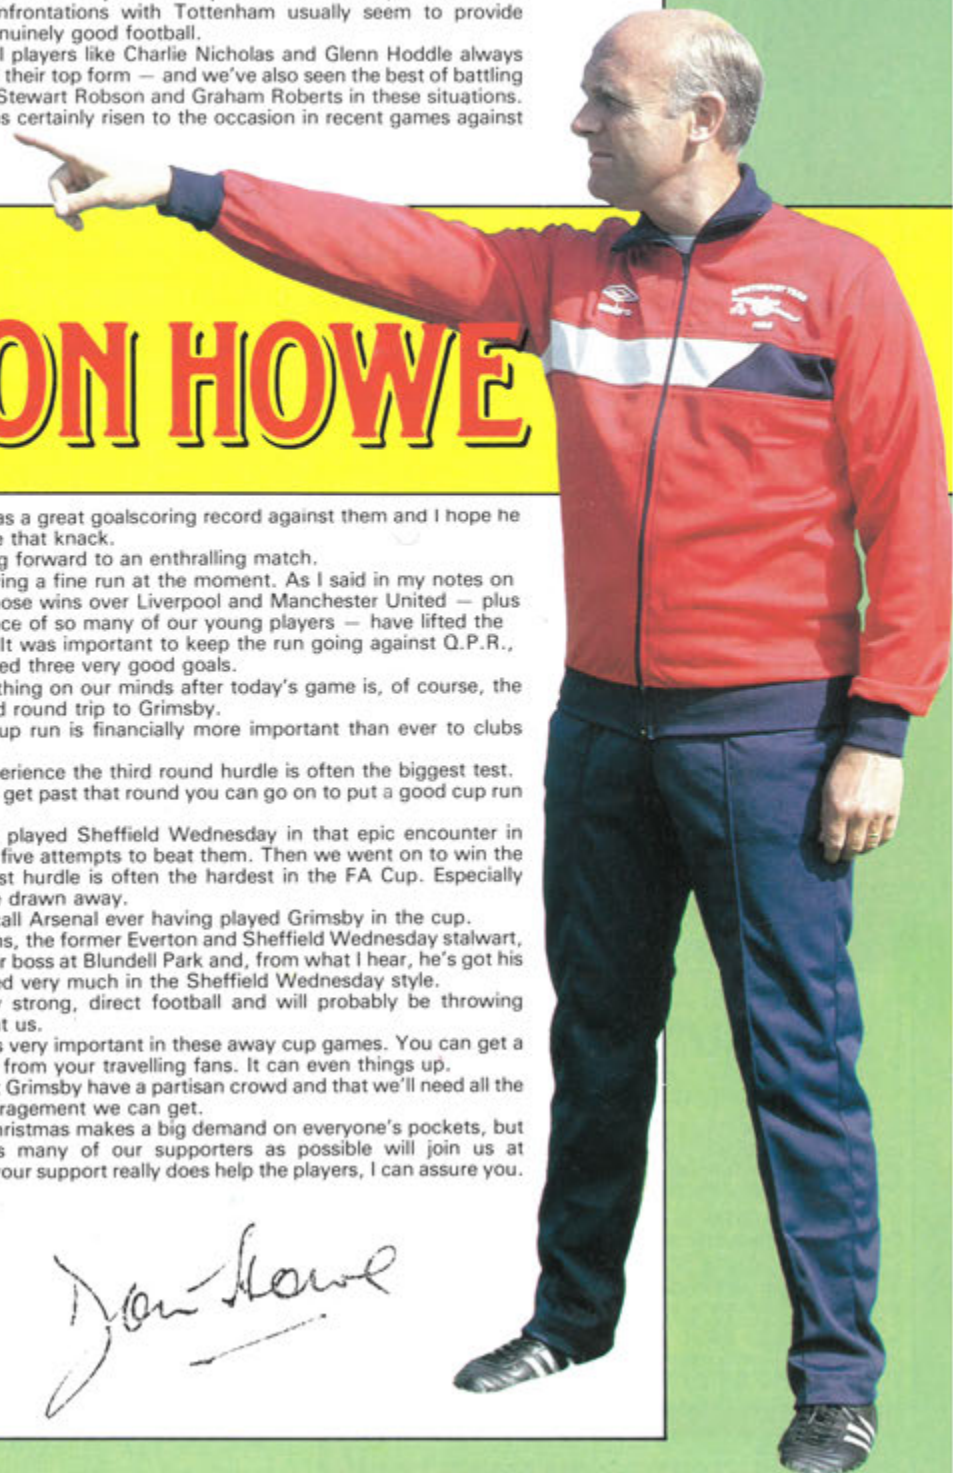 nfrontations with Tottenham usually seem to provide
nuinely good football.
l players like Charlie Nicholas and Glenn Hoddle always
their top form — and we've also seen the best of battling
Stewart Robson and Graham Roberts in these situations.
s certainly risen to the occasion in recent games against
ON HOWE
as a great goalscoring record against them and I hope he
e that knack.
g forward to an enthralling match.
ing a fine run at the moment. As I said in my notes on
ose wins over Liverpool and Manchester United — plus
ce of so many of our young players — have lifted the
It was important to keep the run going against Q.P.R.,
ed three very good goals.
thing on our minds after today's game is, of course, the
d round trip to Grimsby.
up run is financially more important than ever to clubs
erience the third round hurdle is often the biggest test.
get past that round you can go on to put a good cup run
played Sheffield Wednesday in that epic encounter in
five attempts to beat them. Then we went on to win the
st hurdle is often the hardest in the FA Cup. Especially
e drawn away.
all Arsenal ever having played Grimsby in the cup.
ns, the former Everton and Sheffield Wednesday stalwart,
r boss at Blundell Park and, from what I hear, he's got his
ed very much in the Sheffield Wednesday style.
y strong, direct football and will probably be throwing
t us.
s very important in these away cup games. You can get a
from your travelling fans. It can even things up.
t Grimsby have a partisan crowd and that we'll need all the
ragement we can get.
hristmas makes a big demand on everyone's pockets, but
s many of our supporters as possible will join us at
our support really does help the players, I can assure you.
Don Howe
umbro